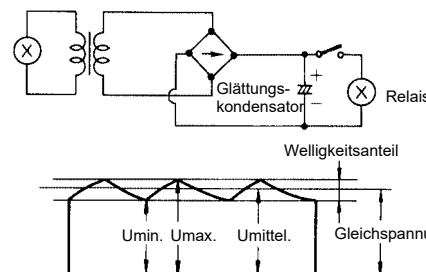 Glättungs-
kondensator
+
−
Relais
Welligkeitsanteil
Umin. Umax. Umittel. Gleichspannu